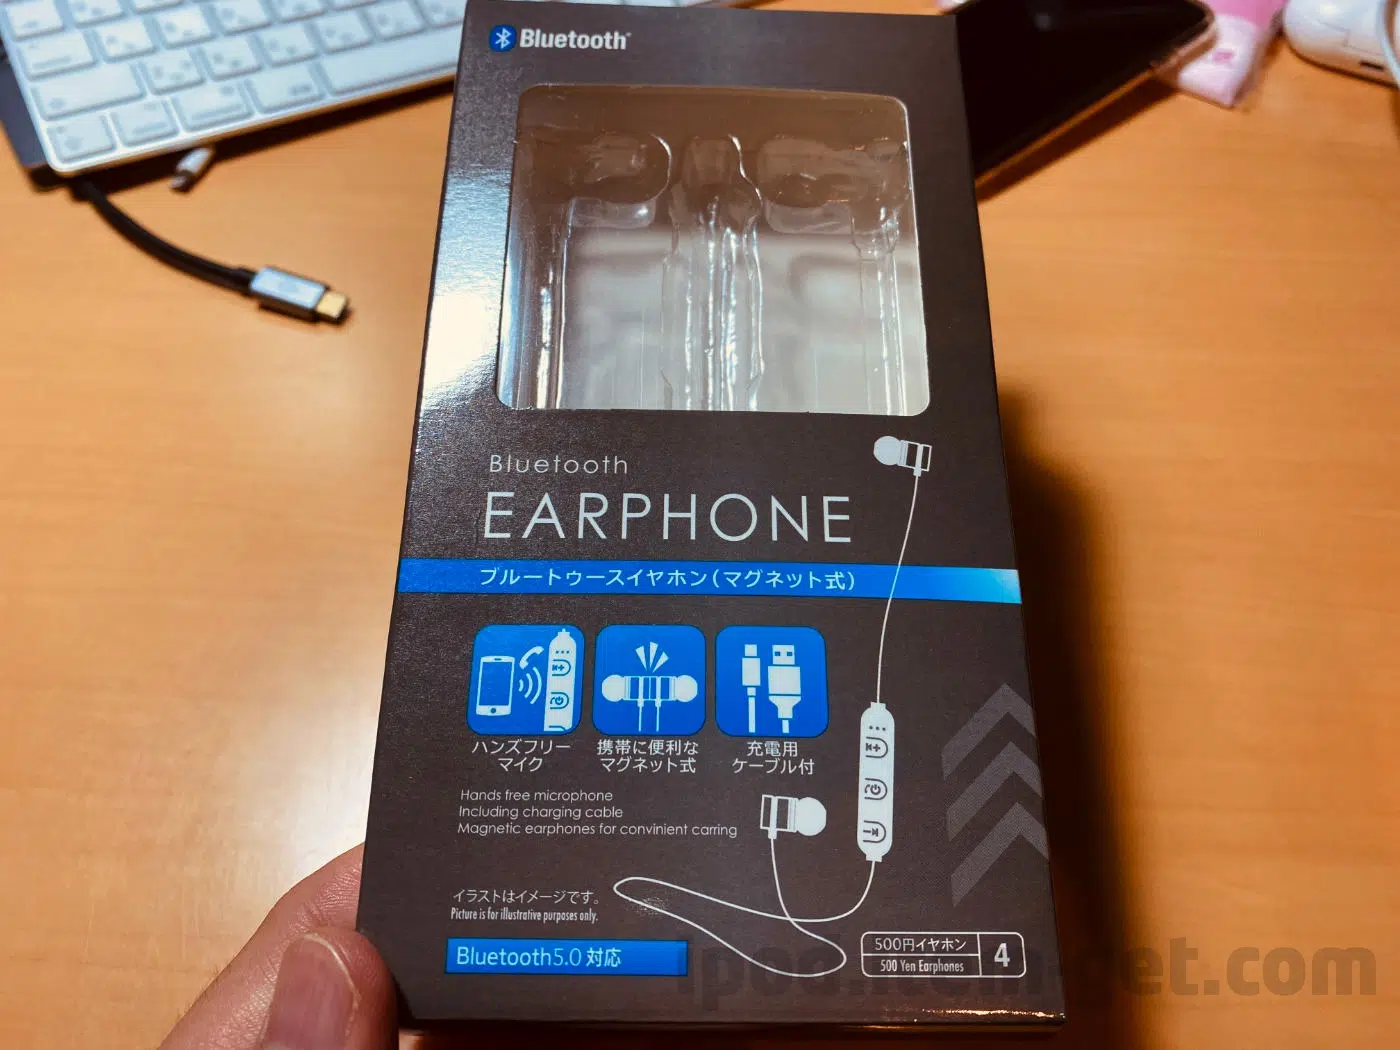 Bluetooth
Bluetooth
EARPHONE
ブルートゥースイヤホン(マグネット式)
ハンズフリー
マイク
携帯に便利な
マグネット式
充電用
ケーブル付
Hands free microphone
Including charging cable
Magnetic earphones for convinient carring
イラストはイメージです。
Picture is for illustrative purposes only.
Bluetooth5.0 対応
500円イヤホン
500 Yen Earphones
4
ipod.item-get.com